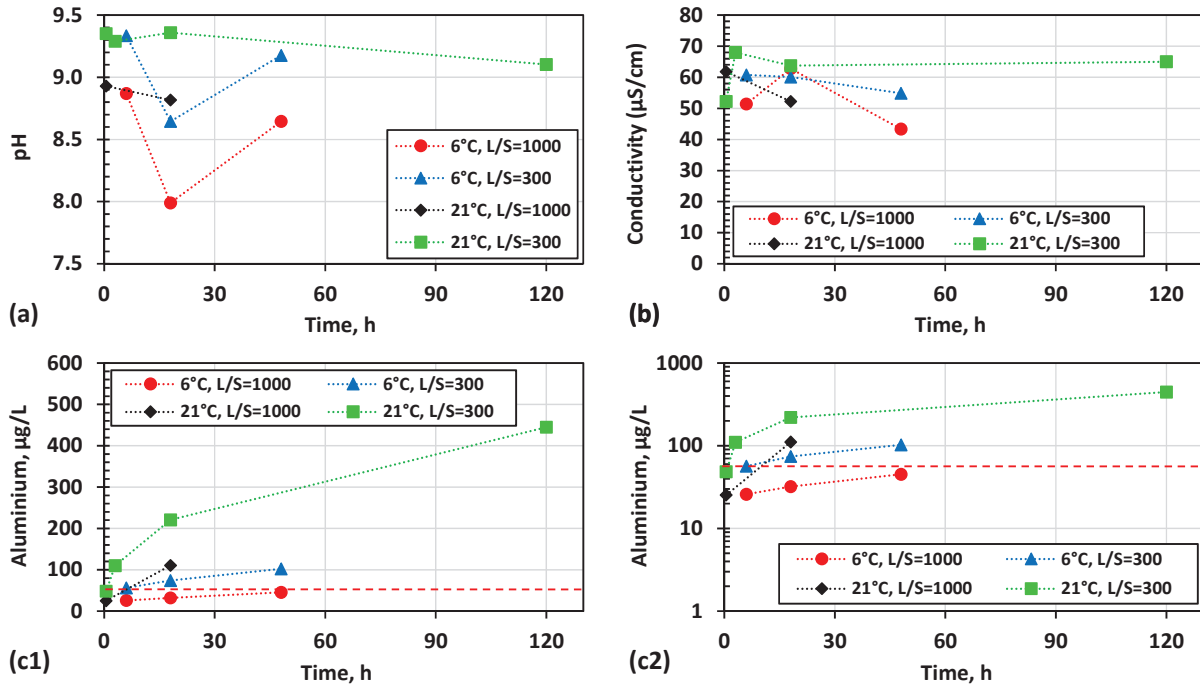 9.5
9.0
8.5
8.0
7.5
pH
6°C, L/S=1000
6°C, L/S=300
21°C, L/S=1000
21°C, L/S=300
0 30 60 90 120
Time, h
(a)
80
70
60
50
40
30
20
10
0
Conductivity (µS/cm)
6°C, L/S=1000 6°C, L/S=300
21°C, L/S=1000 21°C, L/S=300
0 30 60 90 120
Time, h
(b)
600
500
400
300
200
100
0
Aluminium, µg/L
6°C, L/S=1000 6°C, L/S=300
21°C, L/S=1000 21°C, L/S=300
0 30 60 90 120
Time, h
(c1)
1000
100
10
1
Aluminium, µg/L
6°C, L/S=1000 6°C, L/S=300
21°C, L/S=1000 21°C, L/S=300
0 30 60 90 120
Time, h
(c2)